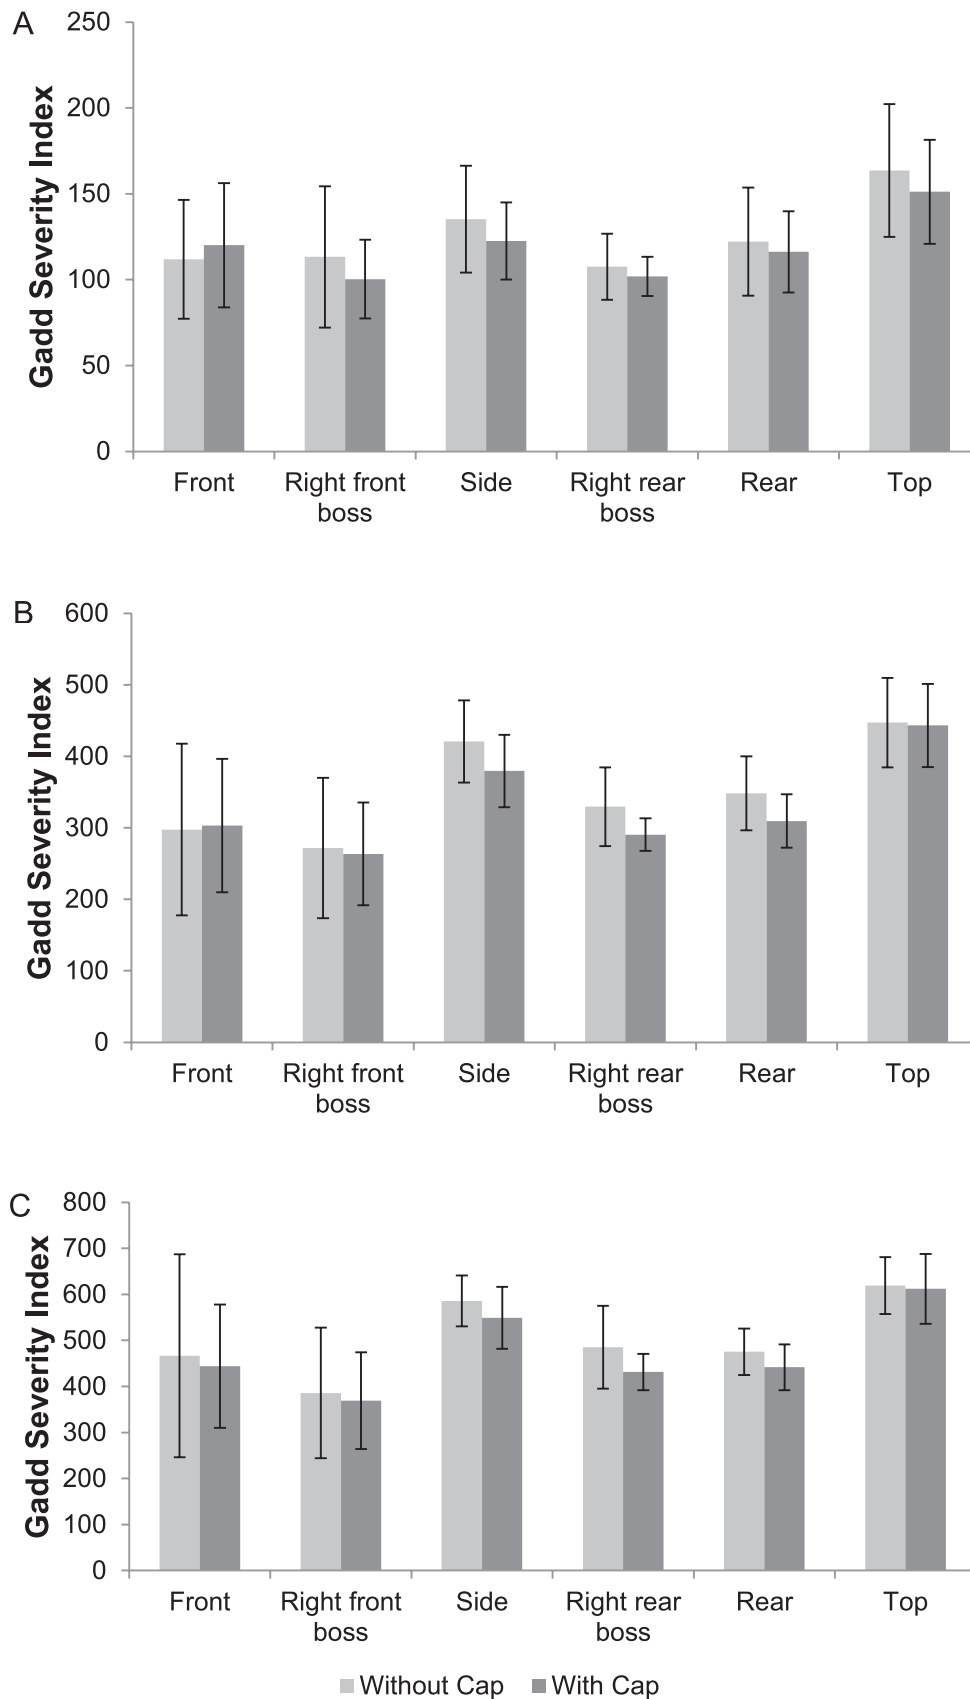 A
Gadd Severity Index
250
200
150
100
50
0
Front
Right front
boss
Side
Right rear
boss
Rear
Top
B
Gadd Severity Index
600
500
400
300
200
100
0
Front
Right front
boss
Side
Right rear
boss
Rear
Top
C
Gadd Severity Index
800
700
600
500
400
300
200
100
0
Front
Right front
boss
Side
Right rear
boss
Rear
Top
Without Cap
With Cap